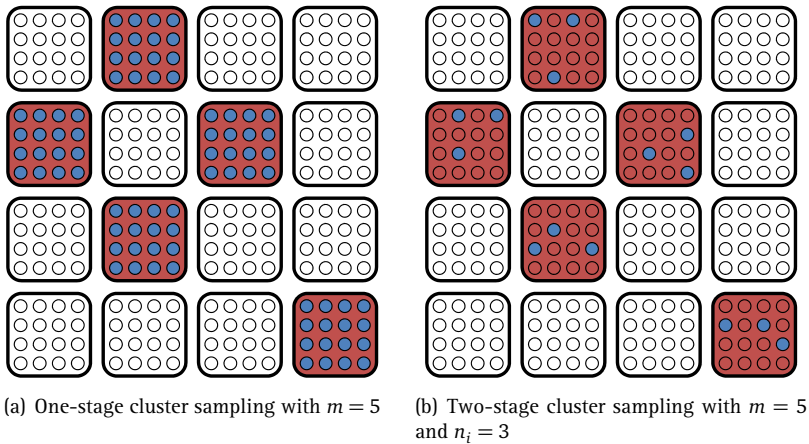 (a) One-stage cluster sampling with m = 5
(b) Two-stage cluster sampling with m = 5
and nᵢ = 3